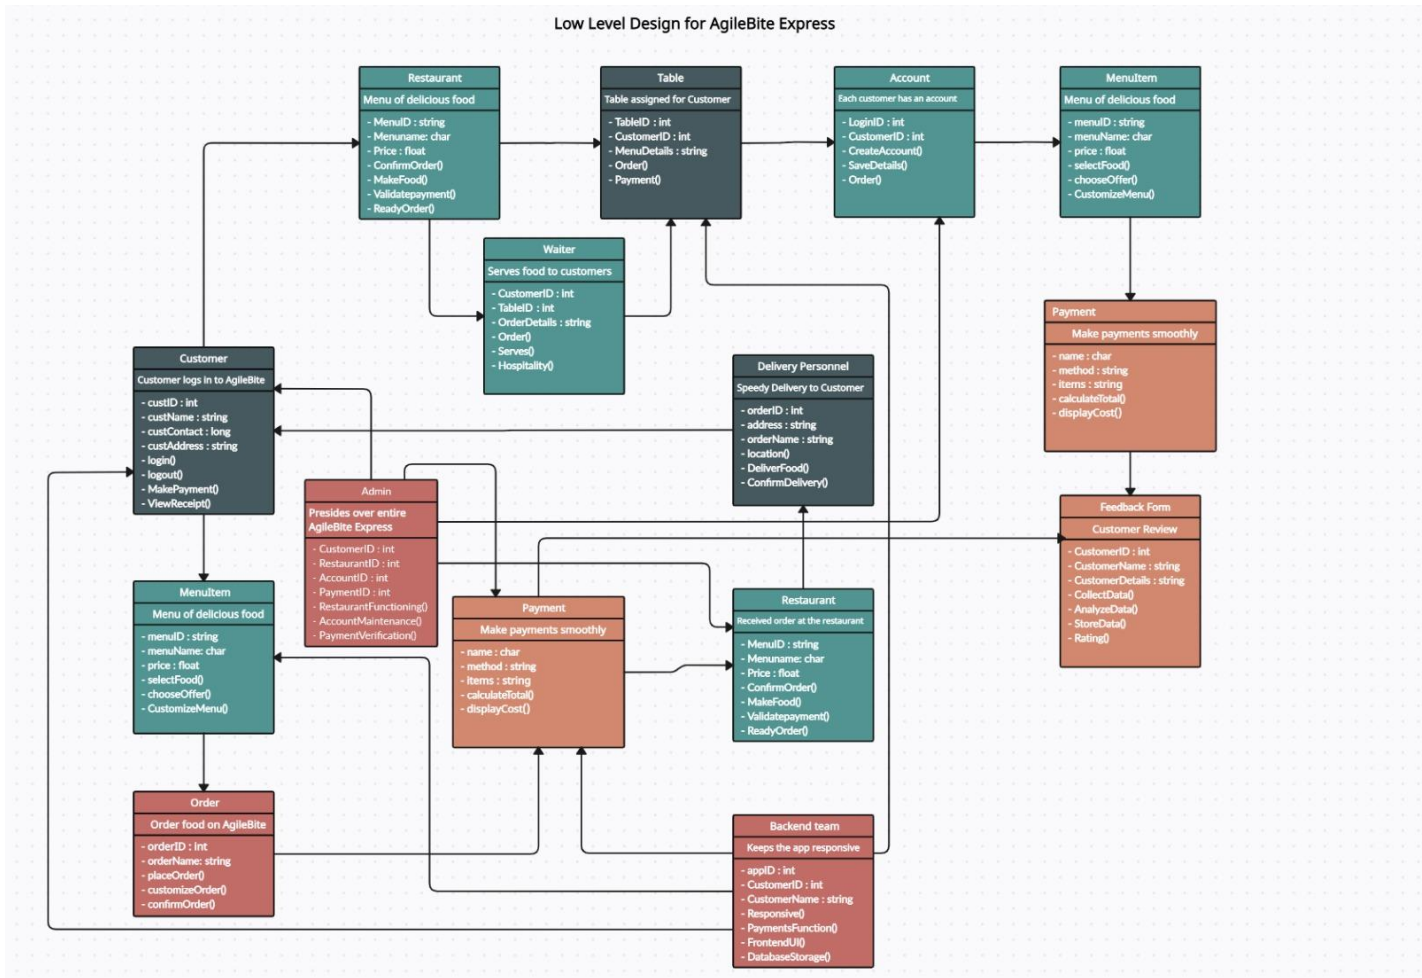 Low Level Design for AgileBite Express
Restaurant
Menu of delicious food
- MenuID : string
- Menuname: char
- Price : float
- ConfirmOrder()
- MakeFood()
- Validatepayment()
- ReadyOrder()
Table
Table assigned for Customer
- TableID : int
- CustomerID : int
- MenuDetails : string
- Order()
- Payment()
Account
Each customer has an account
- LoginID : int
- CustomerID : int
- CreateAccount()
- SaveDetails()
- Order()
MenuItem
Menu of delicious food
- menuID : string
- menuName: char
- price : float
- selectFood()
- chooseOffer()
- CustomizeMenu()
Waiter
Serves food to customers
- CustomerID : int
- TableID : int
- OrderDetails : string
- Order()
- Serves()
- Hospitality()
Payment
Make payments smoothly
- name : char
- method : string
- items : string
- calculateTotal()
- displayCost()
Customer
Customer logs in to AgileBite
- custID : int
- custName : string
- custContact : long
- custAddress : string
- login()
- logout()
- MakePayment()
- ViewReceipt()
Delivery Personnel
Speedy Delivery to Customer
- orderID : int
- address : string
- orderName : string
- location()
- DeliverFood()
- ConfirmDelivery()
Admin
Presides over entire
AgileBite Express
- CustomerID : int
- RestaurantID : int
- AccountID : int
- PaymentID : int
- RestaurantFunctioning()
- AccountMaintenance()
- PaymentVerification()
Feedback Form
Customer Review
- CustomerID : int
- CustomerName : string
- CustomerDetails : string
- CollectData()
- AnalyzeData()
- StoreData()
- Rating()
MenuItem
Menu of delicious food
- menuID : string
- menuName: char
- price : float
- selectFood()
- chooseOffer()
- CustomizeMenu()
Payment
Make payments smoothly
- name : char
- method : string
- items : string
- calculateTotal()
- displayCost()
Restaurant
Received order at the restaurant
- MenuID : string
- Menuname: char
- Price : float
- ConfirmOrder()
- MakeFood()
- Validatepayment()
- ReadyOrder()
Order
Order food on AgileBite
- orderID : int
- orderName: string
- placeOrder()
- customizeOrder()
- confirmOrder()
Backend team
Keeps the app responsive
- appID : int
- CustomerID : int
- CustomerName : string
- Responsive()
- PaymentsFunction()
- FrontendUI()
- DatabaseStorage()